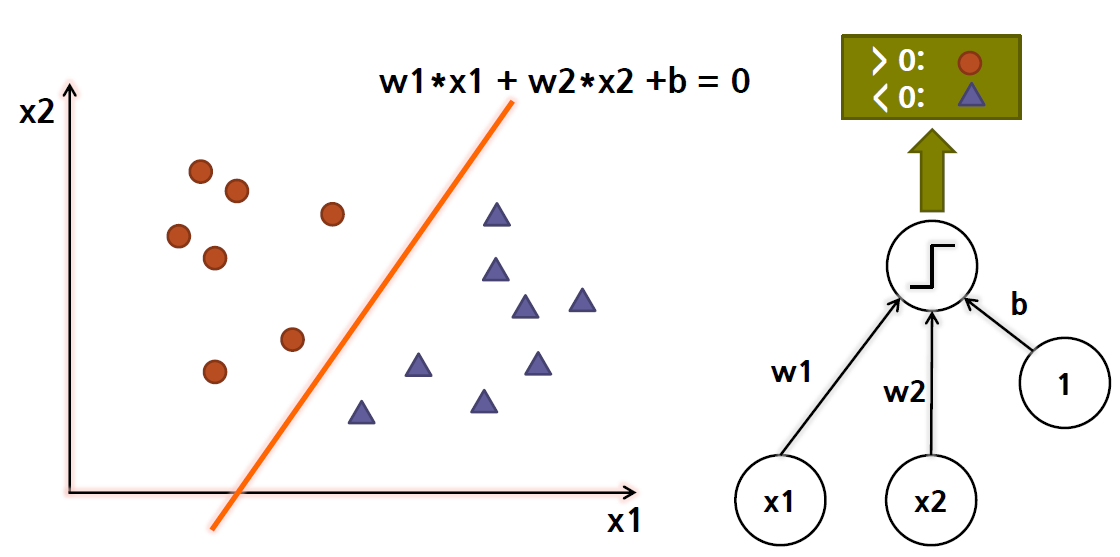 w1*x1 + w2*x2 +b = 0
x2
x1
> 0:
< 0:
b
w1
w2
1
x1
x2